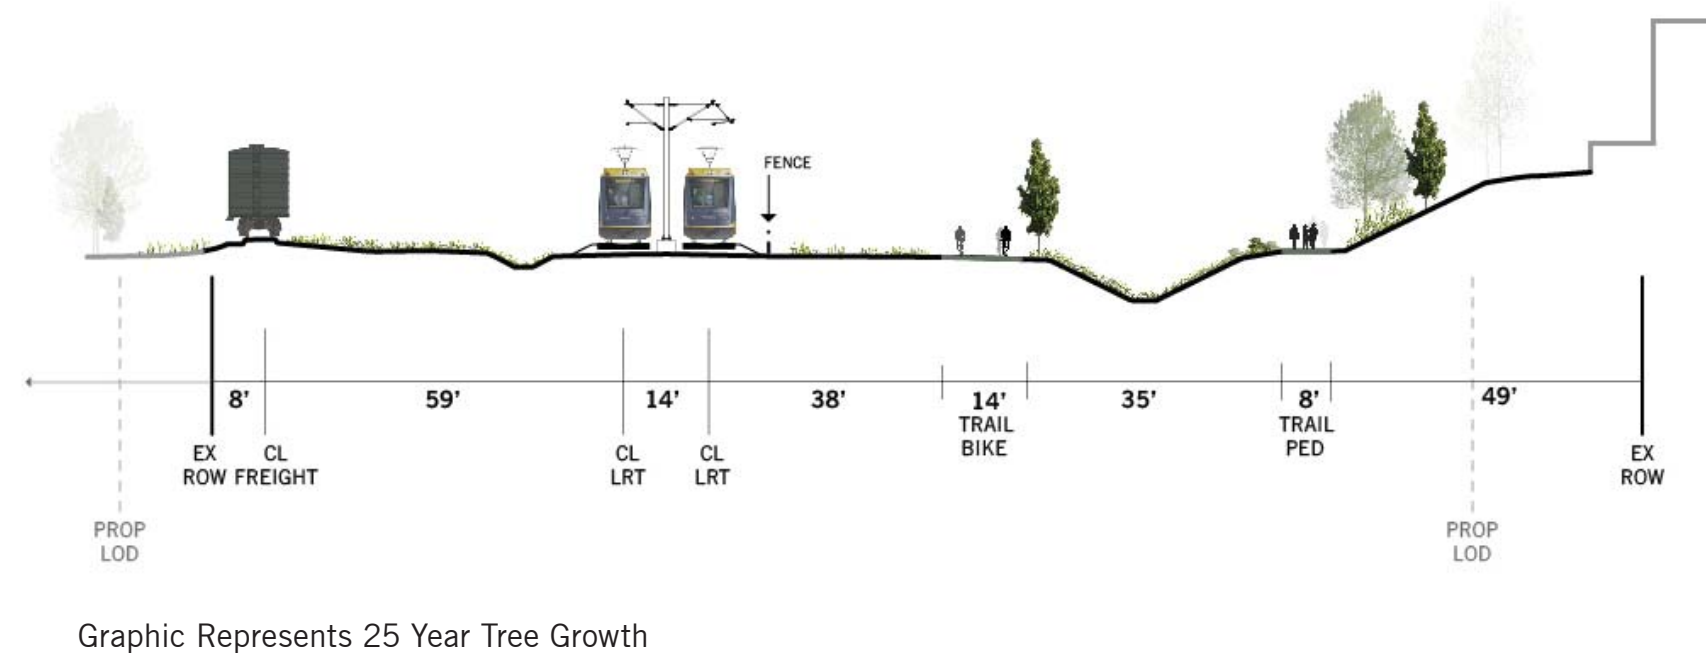 FENCE
8’ 59’ 14’ 38’ 14’ 35’ 8’ 49’
TRAIL BIKE
TRAIL PED
EX ROW
CL FREIGHT
CL LRT
CL LRT
EX ROW
PROP LOD
PROP LOD
Graphic Represents 25 Year Tree Growth